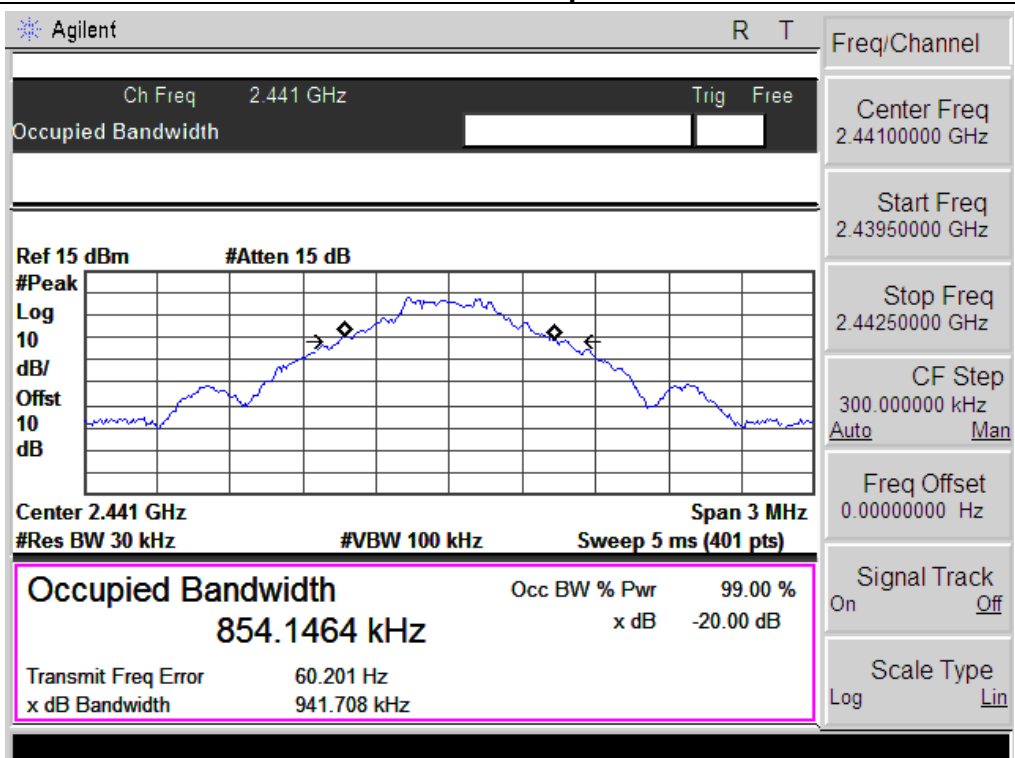 Agilent
R T
Ch Freq 2.441 GHz Trig Free
Occupied Bandwidth
Ref 15 dBm #Atten 15 dB
#Peak
Log
10
dB/
Offst
10
dB
Center 2.441 GHz Span 3 MHz
#Res BW 30 kHz #VBW 100 kHz Sweep 5 ms (401 pts)
Occupied Bandwidth
854.1464 kHz
Occ BW % Pwr 99.00 %
x dB -20.00 dB
Transmit Freq Error 60.201 Hz
x dB Bandwidth 941.708 kHz
Freq/Channel
Center Freq
2.44100000 GHz
Start Freq
2.43950000 GHz
Stop Freq
2.44250000 GHz
CF Step
300.000000 kHz
Auto Man
Freq Offset
0.00000000 Hz
Signal Track
On Off
Scale Type
Log Lin